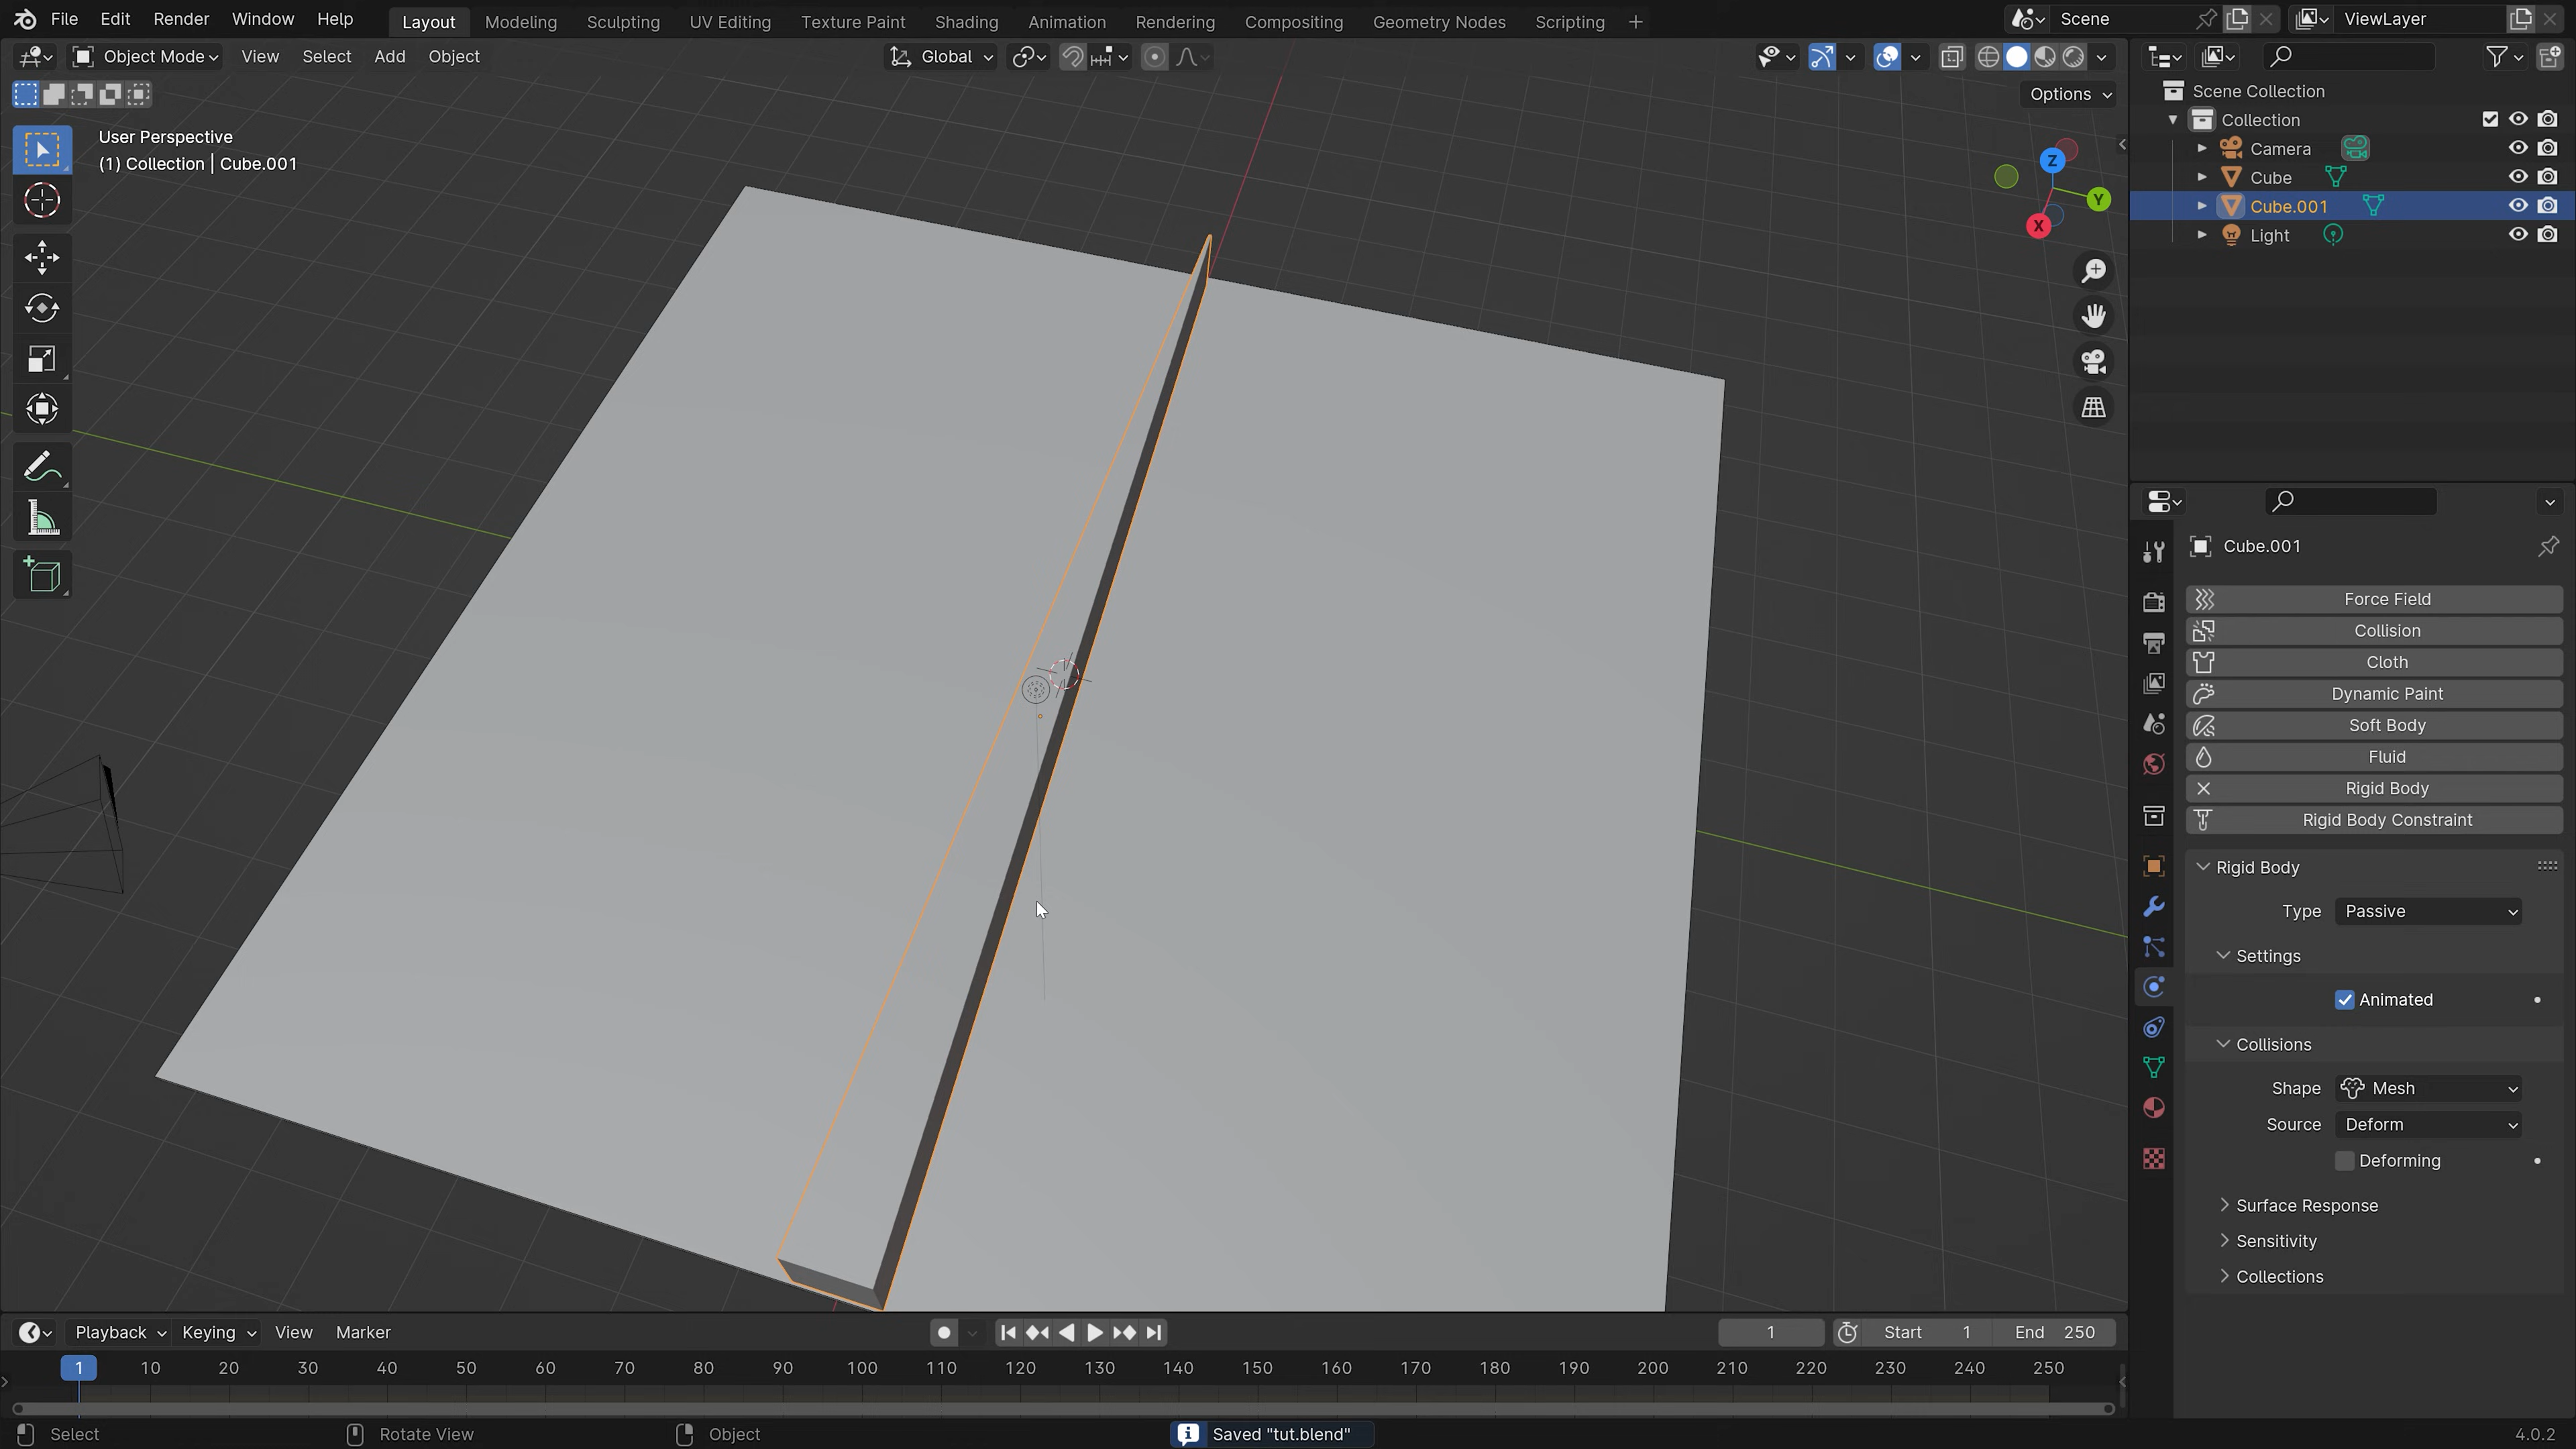 File Edit Render Window Help Layout Modeling Sculpting UV Editing Texture Paint Shading Animation Rendering Compositing Geometry Nodes Scripting Scene ViewLayer
Object Mode View Select Add Object Global
Options
User Perspective
(1) Collection | Cube.001
Z
Y
X
Scene Collection
Collection
Camera
Cube
Cube.001
Light
Cube.001
Force Field
Collision
Cloth
Dynamic Paint
Soft Body
Fluid
Rigid Body
Rigid Body Constraint
Rigid Body
Type Passive
Settings
Animated
Collisions
Shape Mesh
Source Deform
Deforming
Surface Response
Sensitivity
Collections
Playback Keying View Marker 1 Start 1 End 250
1 10 20 30 40 50 60 70 80 90 100 110 120 130 140 150 160 170 180 190 200 210 220 230 240 250
Select Rotate View Object Saved "tut.blend" 4.0.2